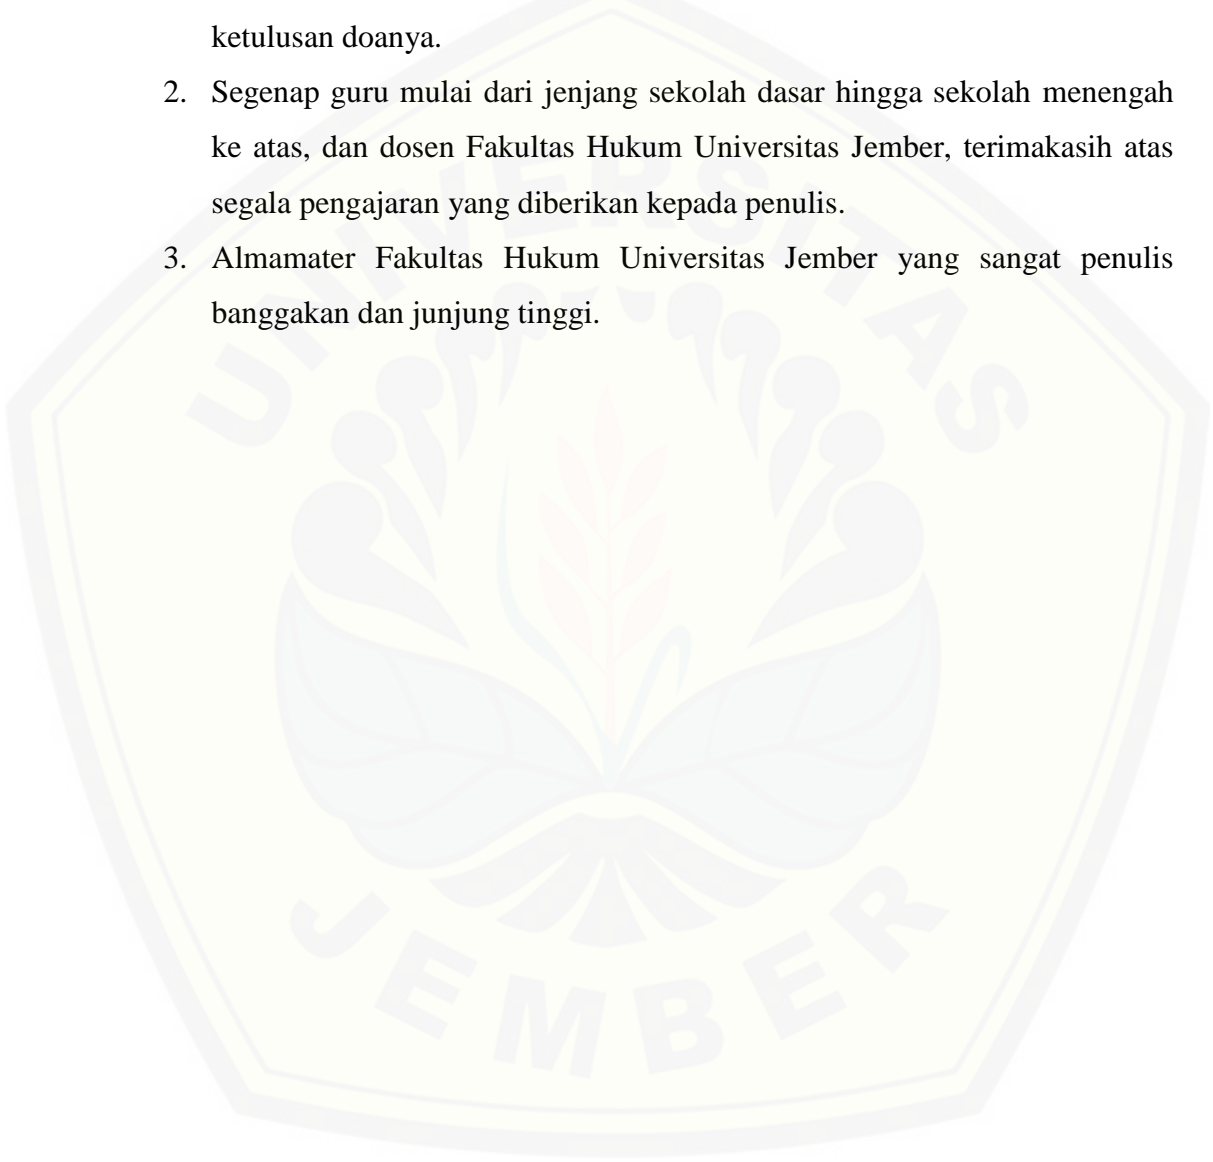 ketulusan doanya.
2. Segenap guru mulai dari jenjang sekolah dasar hingga sekolah menengah
ke atas, dan dosen Fakultas Hukum Universitas Jember, terimakasih atas
segala pengajaran yang diberikan kepada penulis.
3. Almamater Fakultas Hukum Universitas Jember yang sangat penulis
banggakan dan junjung tinggi.
UNIVERSITAS
JEMBER